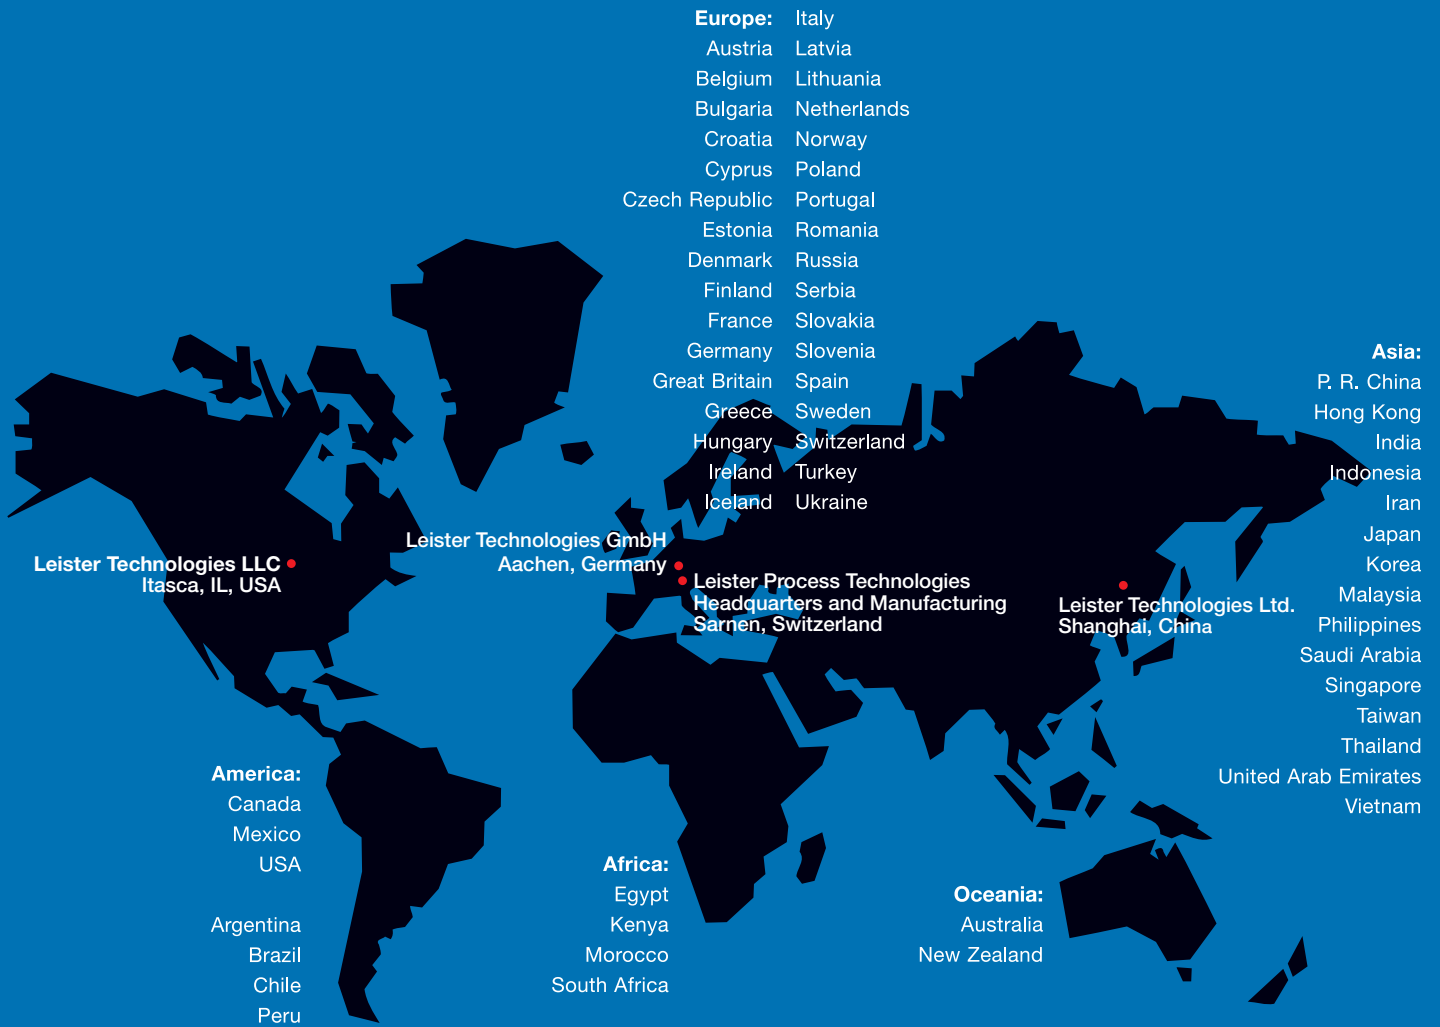 Europe:
Austria
Belgium
Bulgaria
Croatia
Cyprus
Czech Republic
Estonia
Denmark
Finland
France
Germany
Great Britain
Greece
Hungary
Ireland
Iceland
Italy
Latvia
Lithuania
Netherlands
Norway
Poland
Portugal
Romania
Russia
Serbia
Slovakia
Slovenia
Spain
Sweden
Switzerland
Turkey
Ukraine
Asia:
P. R. China
Hong Kong
India
Indonesia
Iran
Japan
Korea
Malaysia
Philippines
Saudi Arabia
Singapore
Taiwan
Thailand
United Arab Emirates
Vietnam
Leister Technologies LLC
Itasca, IL, USA
Leister Technologies GmbH
Aachen, Germany
Leister Process Technologies
Headquarters and Manufacturing
Sarnen, Switzerland
Leister Technologies Ltd.
Shanghai, China
America:
Canada
Mexico
USA
Argentina
Brazil
Chile
Peru
Africa:
Egypt
Kenya
Morocco
South Africa
Oceania:
Australia
New Zealand